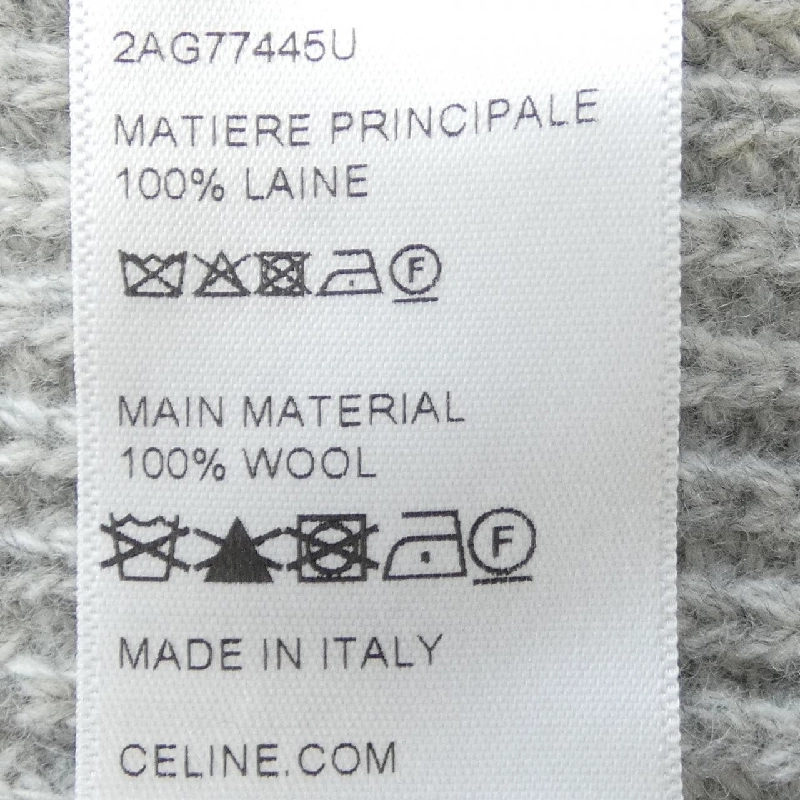 2AG77445U
MATIERE PRINCIPALE
100% LAINE
F
MAIN MATERIAL
100% WOOL
F
MADE IN ITALY
CELINE.COM